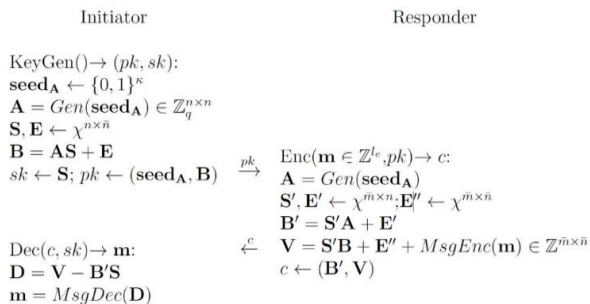 Initiator
Responder
KeyGen()→ (pk, sk):
seed_A ← {0, 1}^κ
A = Gen(seed_A) ∈ ℤ_q^{n×n}
S, E ← χ^{n×n̄}
B = AS + E
sk ← S; pk ← (seed_A, B)
pk →
Enc(m ∈ ℤ^{l_e},pk)→ c:
A = Gen(seed_A)
S′, E′ ← χ^{m̄×n};E″ ← χ^{m̄×n̄}
B′ = S′A + E′
V = S′B + E″ + MsgEnc(m) ∈ ℤ^{m̄×n̄}
c ← (B′, V)
c ←
Dec(c, sk)→ m:
D = V − B′S
m = MsgDec(D)